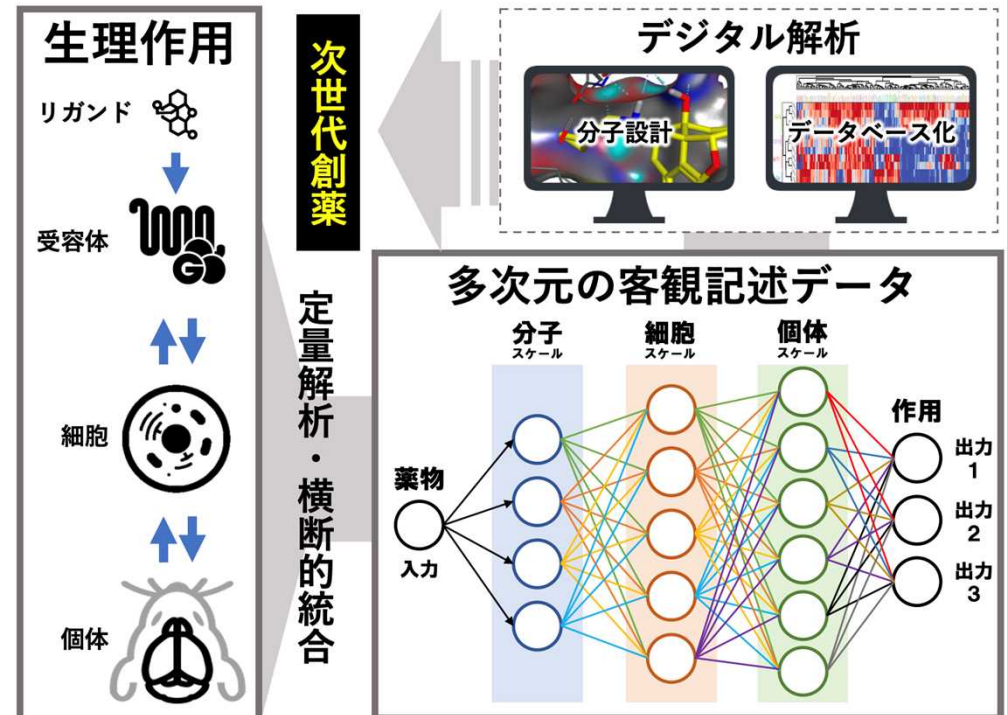 生理作用
リガンド
受容体
G
細胞
個体
次世代創薬
定量解析・横断的統合
デジタル解析
分子設計
データベース化
多次元の客観記述データ
分子
スケール
細胞
スケール
個体
スケール
薬物
入力
作用
出力
1
出力
2
出力
3